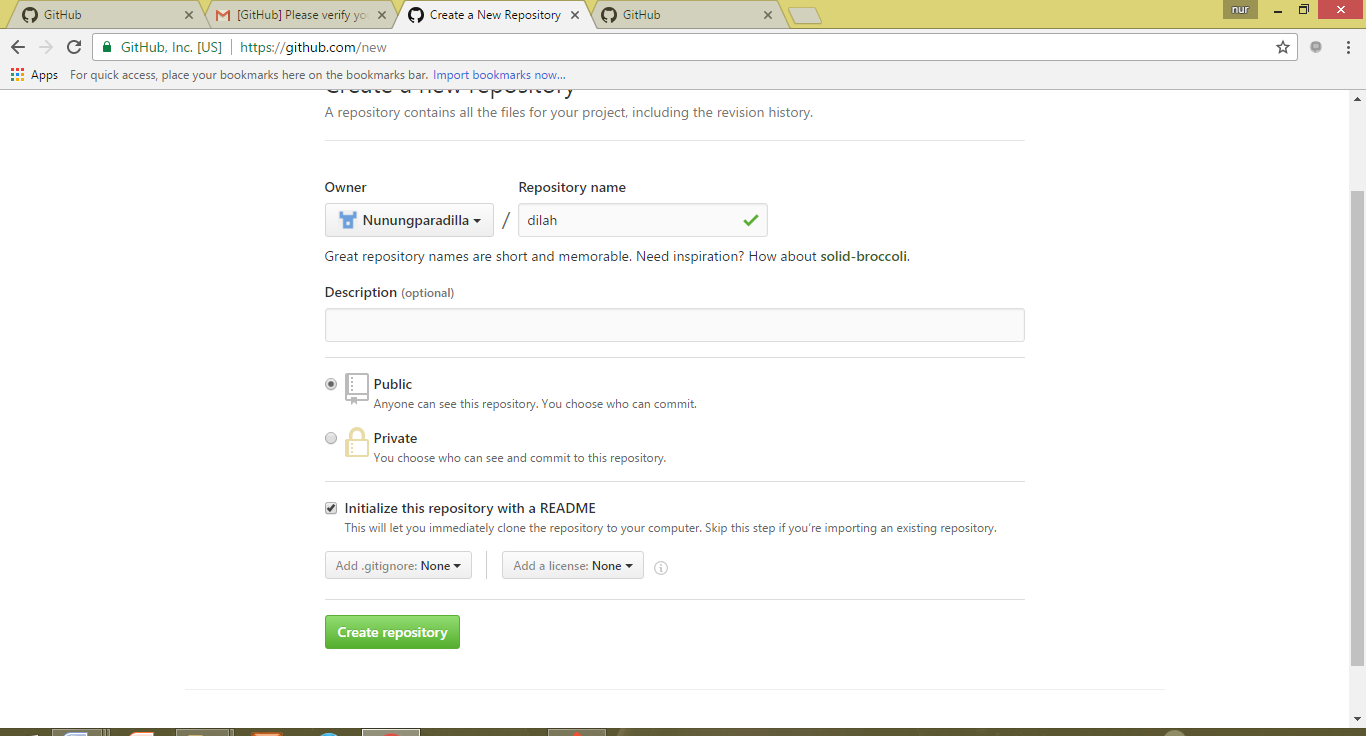 GitHub
[GitHub] Please verify yo
Create a New Repository
GitHub
nur
GitHub, Inc. [US]
https://github.com/new
Apps
For quick access, place your bookmarks here on the bookmarks bar. Import bookmarks now...
Create a new repository
A repository contains all the files for your project, including the revision history.
Owner
Repository name
Nunungparadilla / dilah
Great repository names are short and memorable. Need inspiration? How about solid-broccoli.
Description (optional)
Public
Anyone can see this repository. You choose who can commit.
Private
You choose who can see and commit to this repository.
Initialize this repository with a README
This will let you immediately clone the repository to your computer. Skip this step if you’re importing an existing repository.
Add .gitignore: None
Add a license: None
Create repository